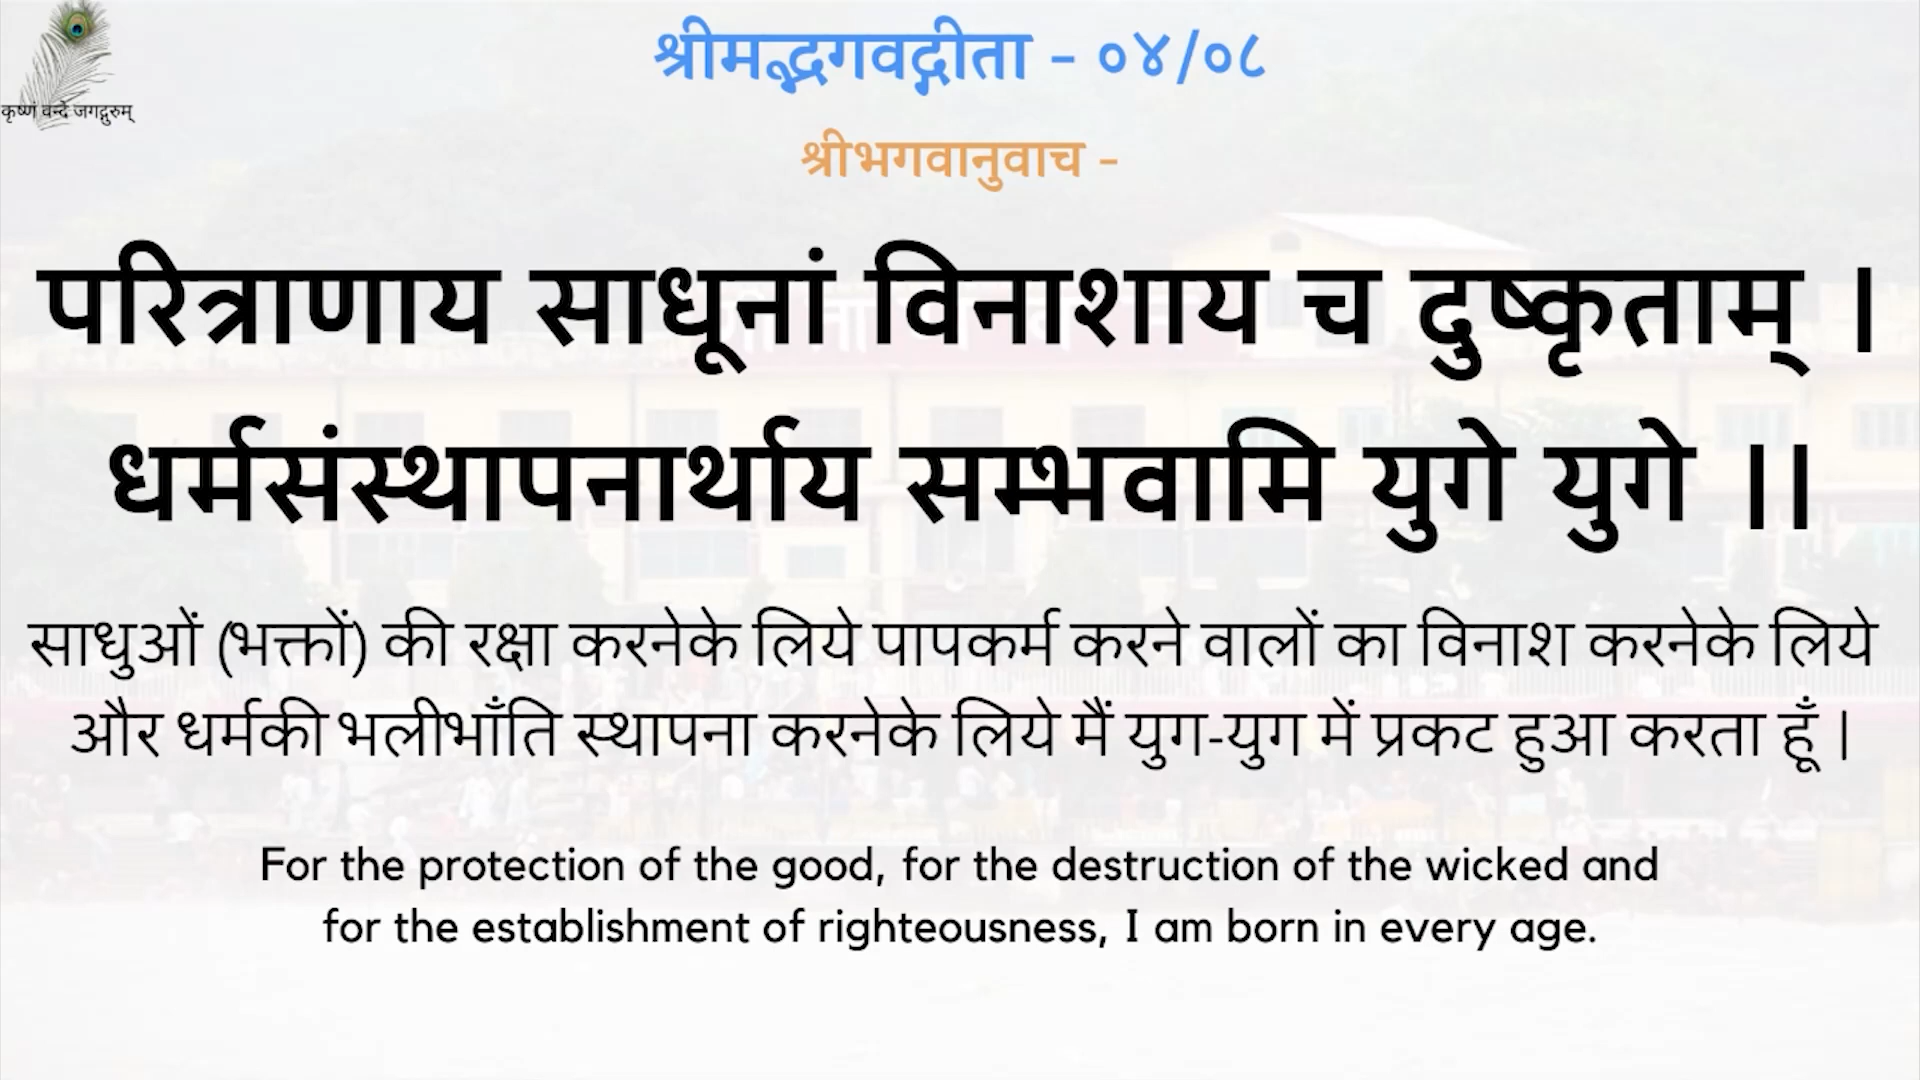 कृष्णं वन्दे जगद्गुरुम्
श्रीमद्भगवद्गीता - ०४/०८
श्रीभगवानुवाच -
परित्राणाय साधूनां विनाशाय च दुष्कृताम् |
धर्मसंस्थापनार्थाय सम्भवामि युगे युगे ||
साधुओं (भक्तों) की रक्षा करनेके लिये पापकर्म करने वालों का विनाश करनेके लिये
और धर्मकी भलीभाँति स्थापना करनेके लिये मैं युग-युग में प्रकट हुआ करता हूँ |
For the protection of the good, for the destruction of the wicked and
for the establishment of righteousness, I am born in every age.